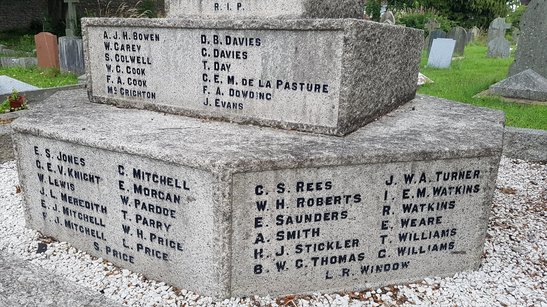 R.I.P.
A.J.H. BOWEN
W. CAREY
S. COLWELL
W. G. COOK
F. A. COOK
Mc CRIGHTON
D. B. DAVIES
C. DAVIES
T. DAY
C. E. M. DE LA PASTURE
F. A. DOWDING
J. EVANS
E. S. JONES
O. E. V. KNIGHT
W. LEWIS
J. L. MEREDITH
E. J. MITCHELL
F. J. MITCHELL
C. MITCHELL
E. MORGAN
W. PARDOE
T. PARRY
W. H. PRICE
L. PRICE
S. PRICE
C. S. REES
W. H. ROBERTS
E. SAUNDERS
A. SMITH
H. J. STICKLER
B. W. C. THOMAS
J. W. A. TURNER
I. E. M. WATKINS
R. WATKINS
E. WEARE
T. WILLIAMS
C. WILLIAMS
L. R. WINDOW